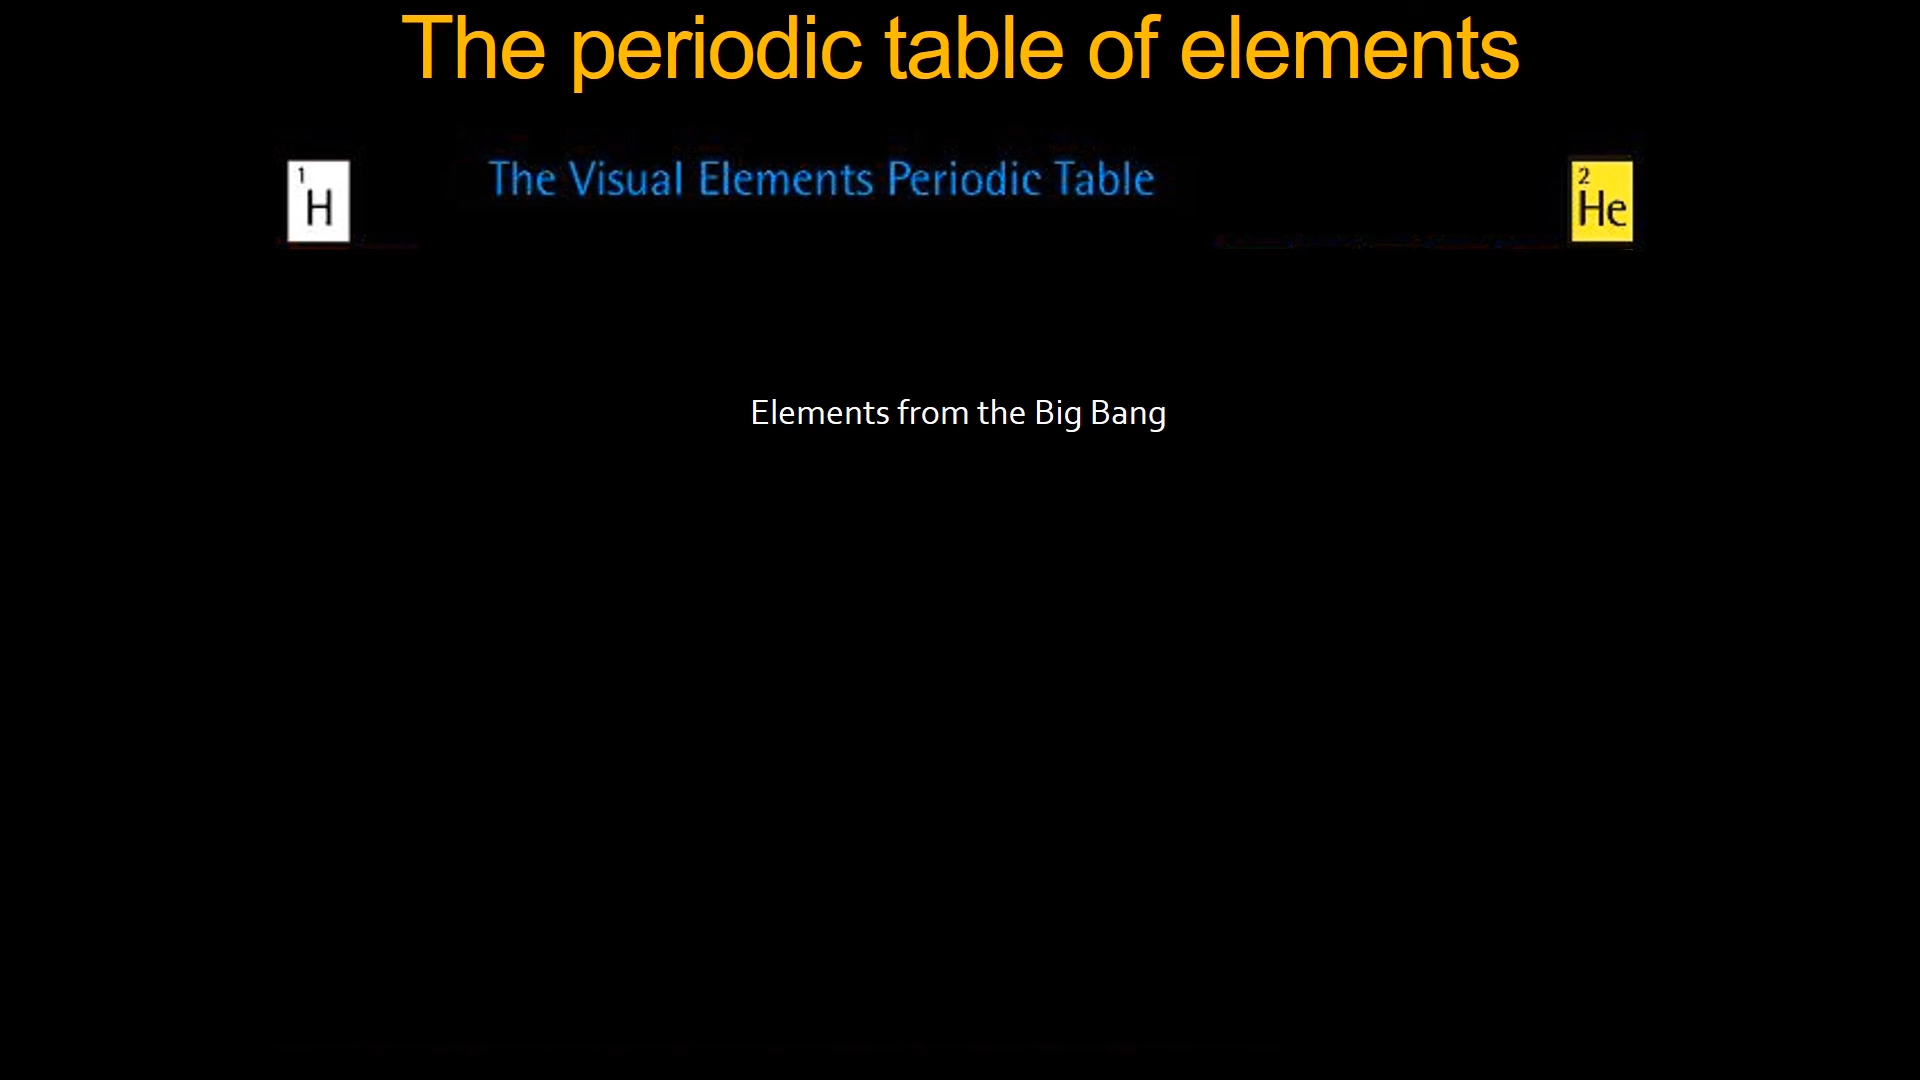 The periodic table of elements
The Visual Elements Periodic Table
1
H
2
He
Elements from the Big Bang